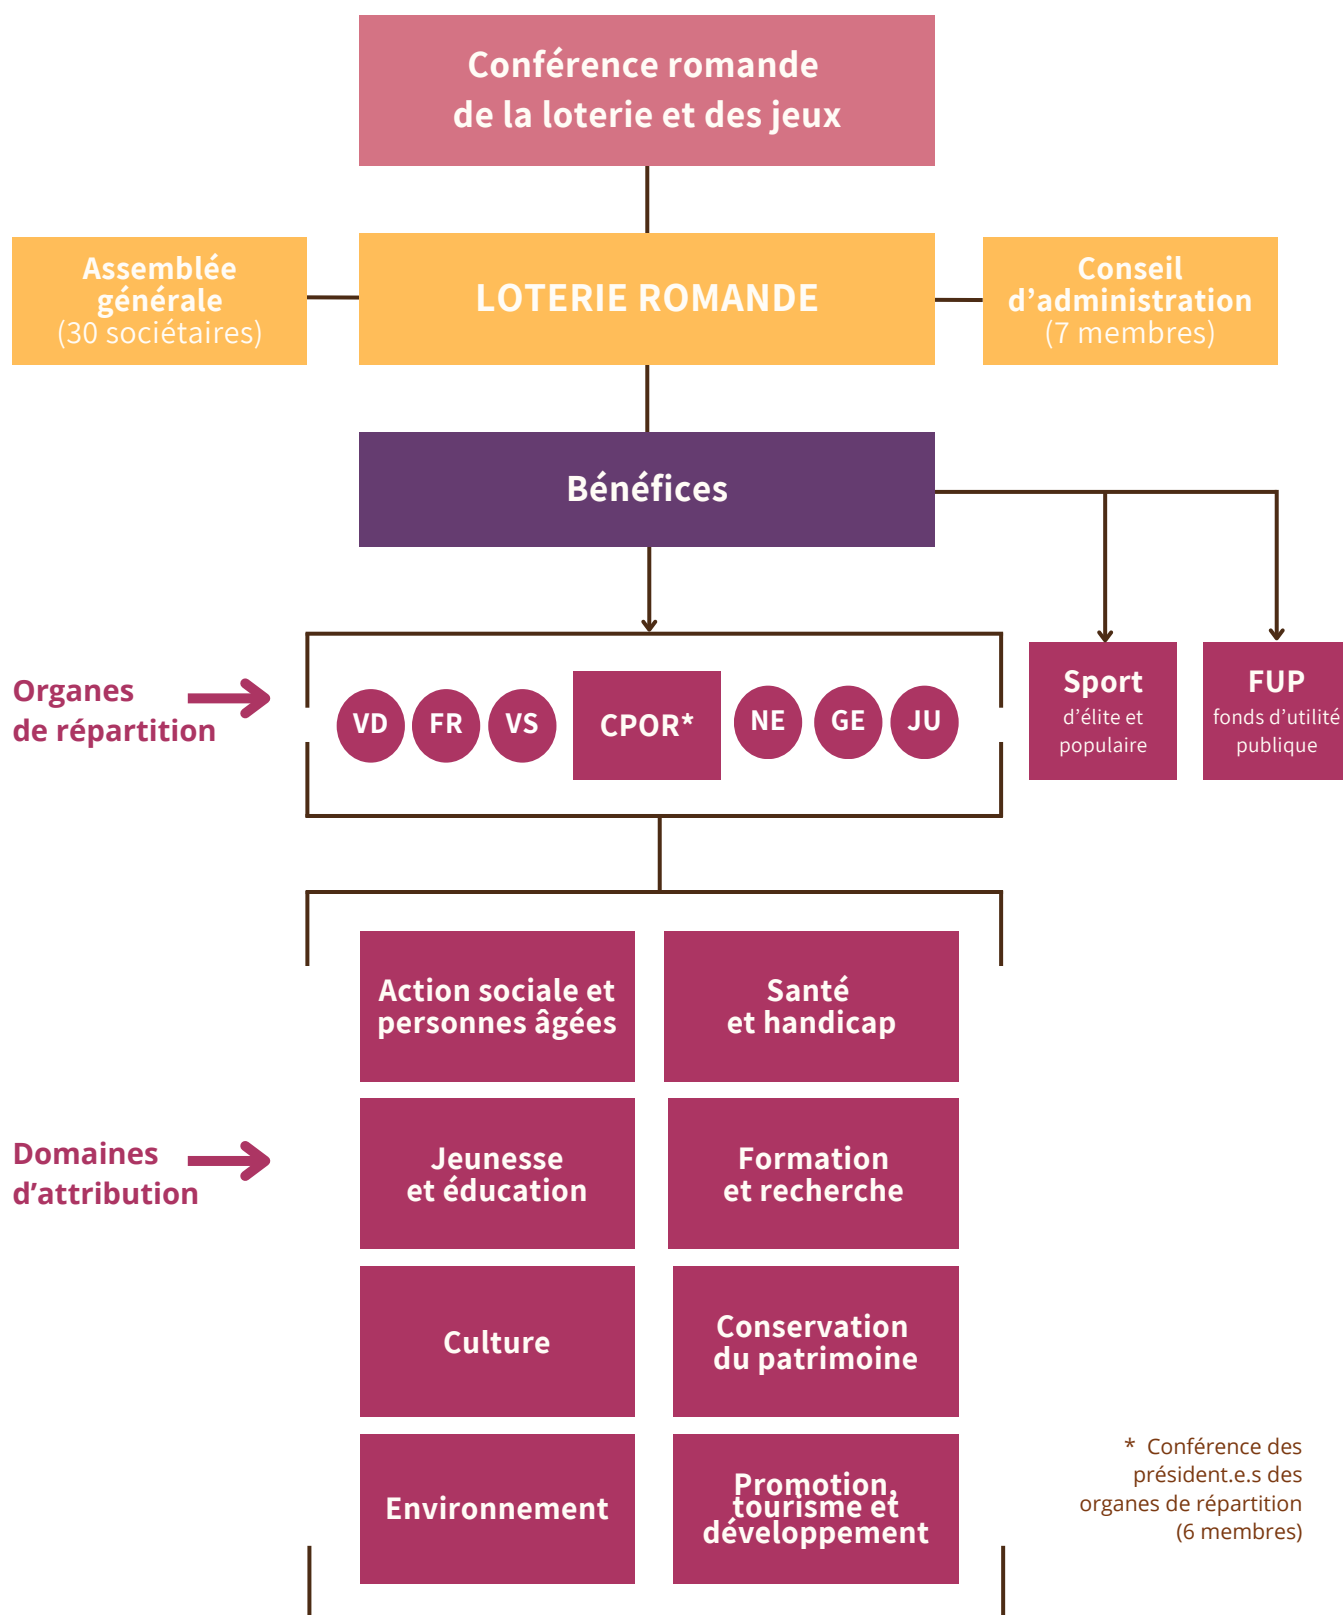 Conférence romande
de la loterie et des jeux
Assemblée
générale
(30 sociétaires)
LOTERIE ROMANDE
Conseil
d’administration
(7 membres)
Bénéfices
Organes
de répartition
VD
FR
VS
CPOR*
NE
GE
JU
Sport
d’élite et
populaire
FUP
fonds d’utilité
publique
Action sociale et
personnes âgées
Santé
et handicap
Domaines
d’attribution
Jeunesse
et éducation
Formation
et recherche
Culture
Conservation
du patrimoine
Environnement
Promotion,
tourisme et
développement
* Conférence des
président.e.s des
organes de répartition
(6 membres)